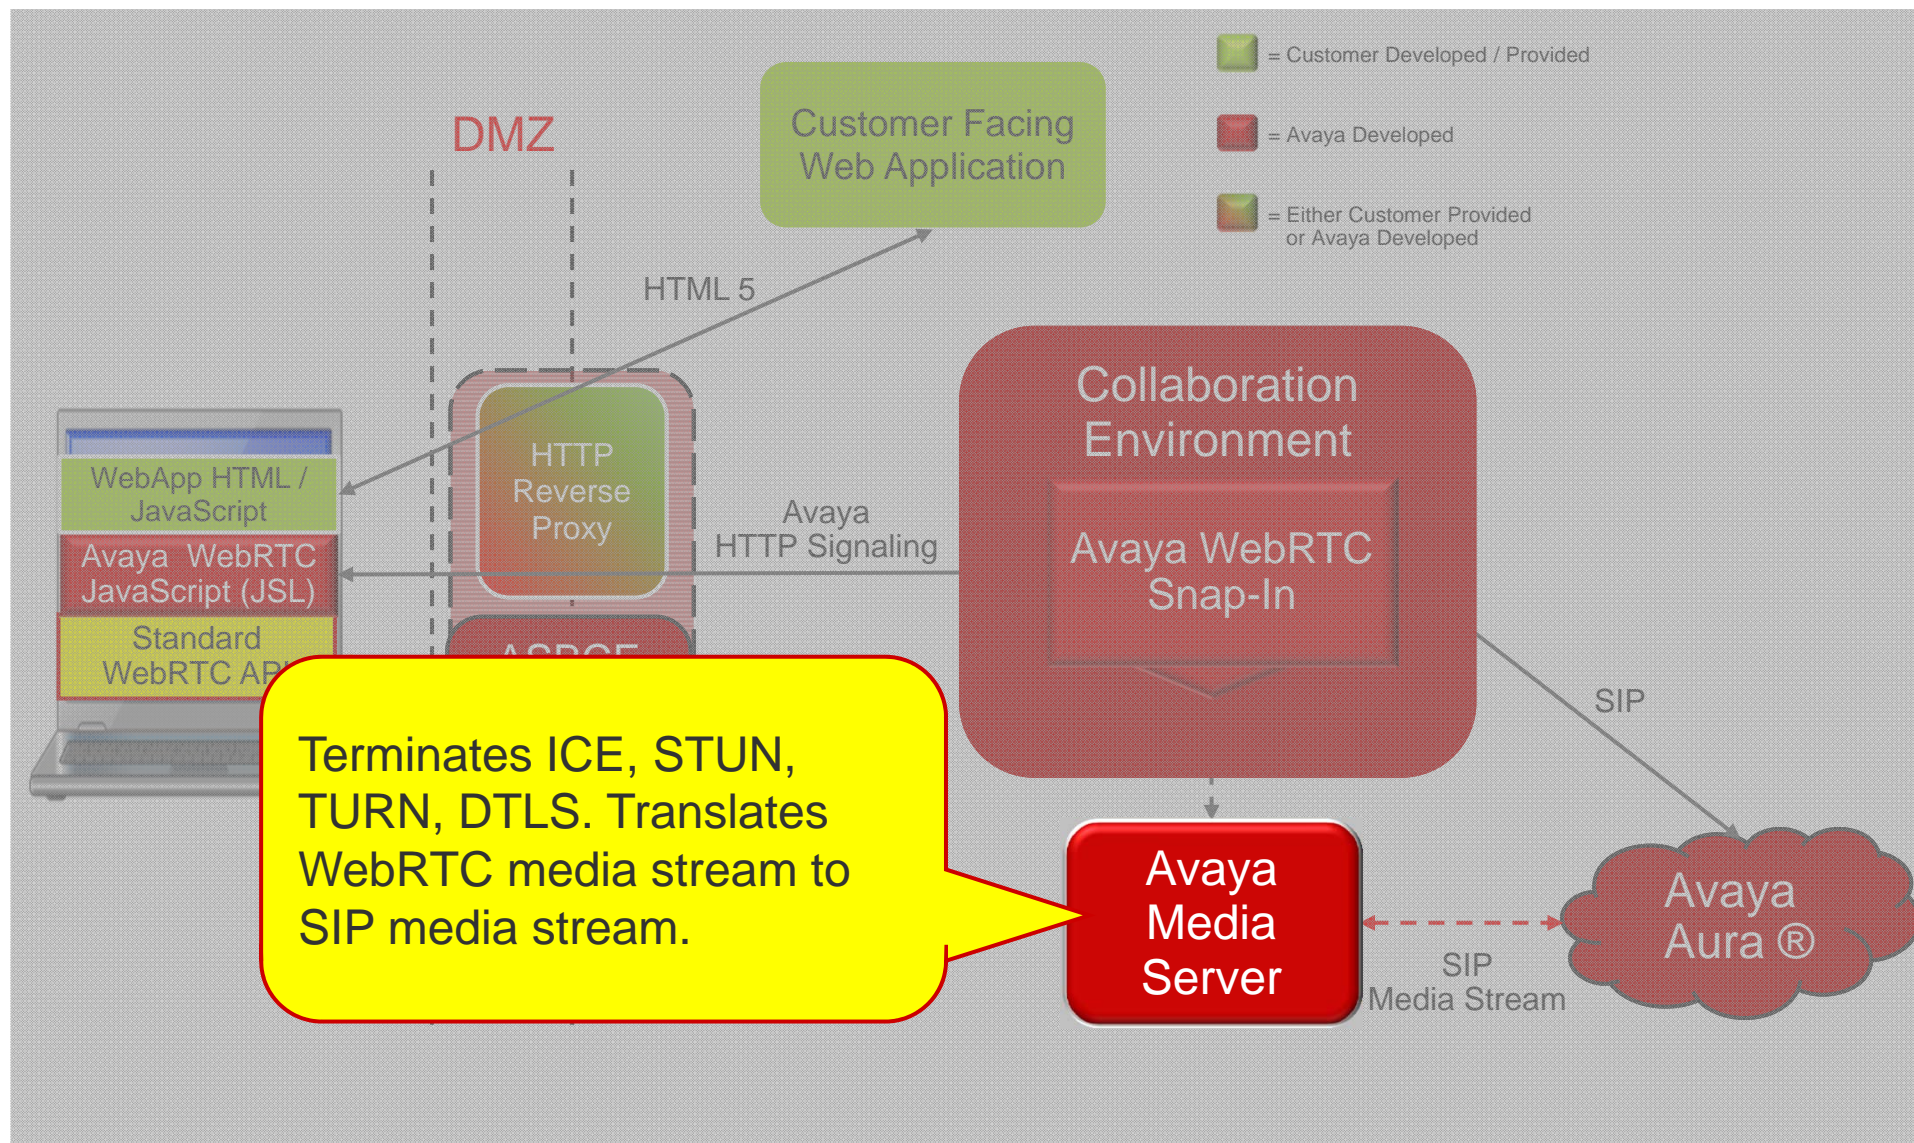 = Customer Developed / Provided
= Avaya Developed
= Either Customer Provided
or Avaya Developed
DMZ
Customer Facing
Web Application
HTML 5
HTTP
Reverse
Proxy
WebApp HTML /
JavaScript
Avaya WebRTC
JavaScript (JSL)
Standard
WebRTC API
Avaya
HTTP Signaling
Collaboration
Environment
Avaya WebRTC
Snap-In
ASBCE
SIP
Terminates ICE, STUN,
TURN, DTLS. Translates
WebRTC media stream to
SIP media stream.
Avaya
Media
Server
SIP
Media Stream
Avaya
Aura ®